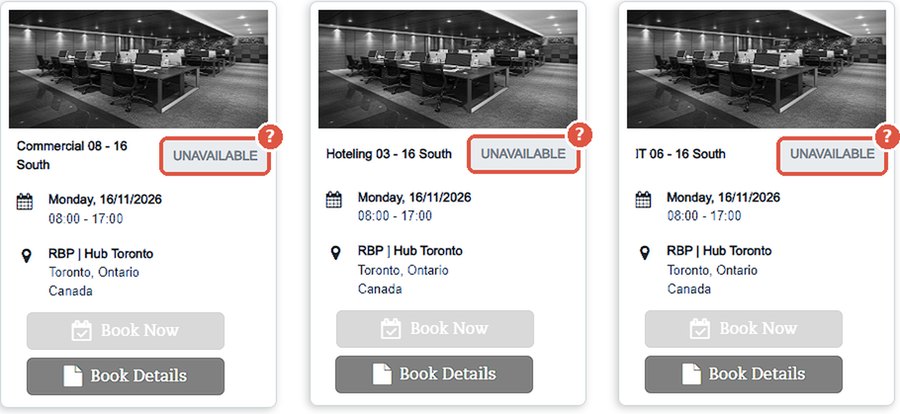 Commercial 08 - 16
South
UNAVAILABLE
?
Monday, 16/11/2026
08:00 - 17:00
RBP | Hub Toronto
Toronto, Ontario
Canada
Book Now
Book Details
Hoteling 03 - 16 South
UNAVAILABLE
?
Monday, 16/11/2026
08:00 - 17:00
RBP | Hub Toronto
Toronto, Ontario
Canada
Book Now
Book Details
IT 06 - 16 South
UNAVAILABLE
?
Monday, 16/11/2026
08:00 - 17:00
RBP | Hub Toronto
Toronto, Ontario
Canada
Book Now
Book Details